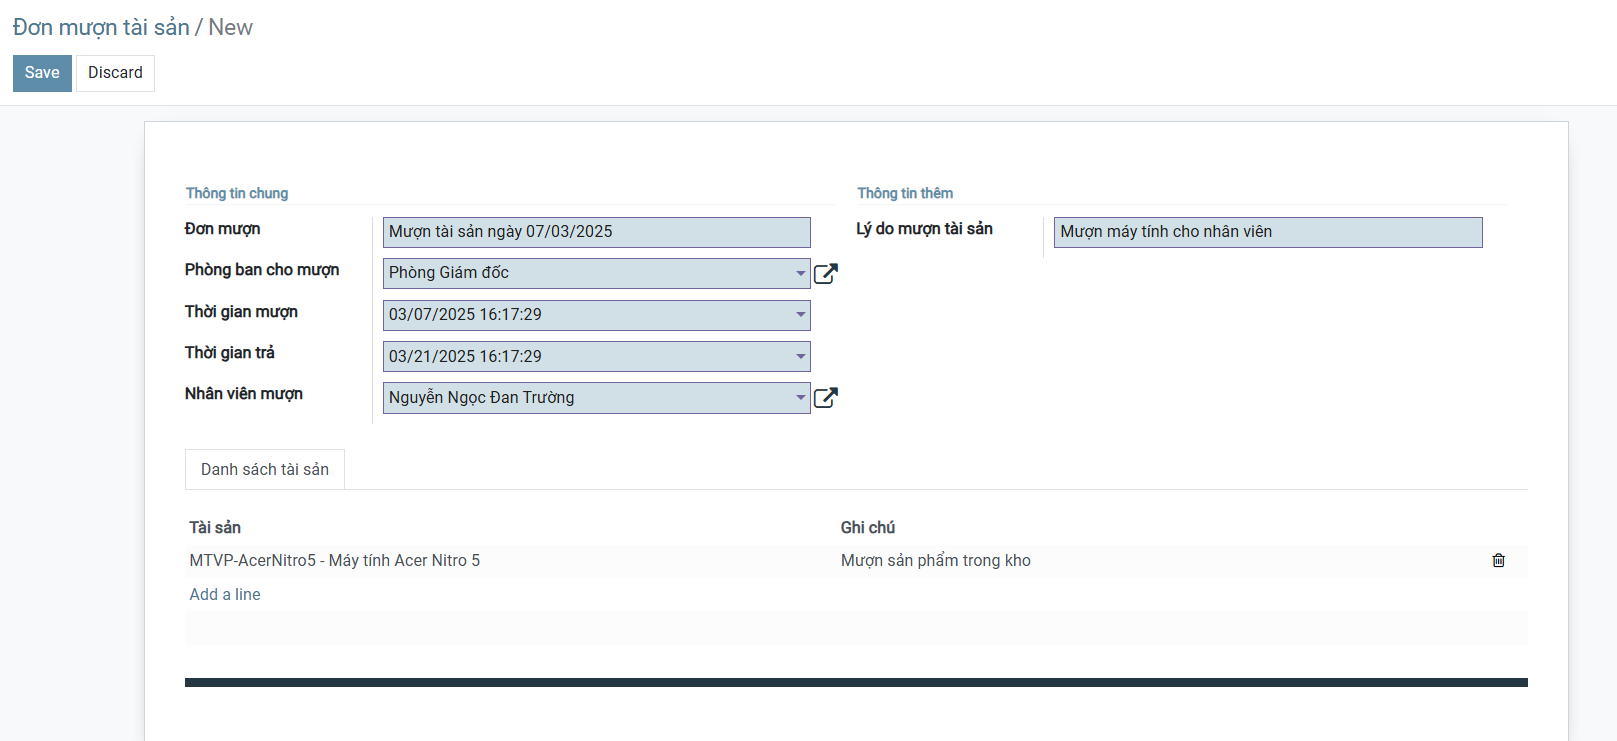 Đơn mượn tài sản / New
Save Discard
Thông tin chung
Đơn mượn Mượn tài sản ngày 07/03/2025
Phòng ban cho mượn Phòng Giám đốc
Thời gian mượn 03/07/2025 16:17:29
Thời gian trả 03/21/2025 16:17:29
Nhân viên mượn Nguyễn Ngọc Đan Trường
Thông tin thêm
Lý do mượn tài sản Mượn máy tính cho nhân viên
Danh sách tài sản
Tài sản Ghi chú
MTVP-AcerNitro5 - Máy tính Acer Nitro 5 Mượn sản phẩm trong kho
Add a line